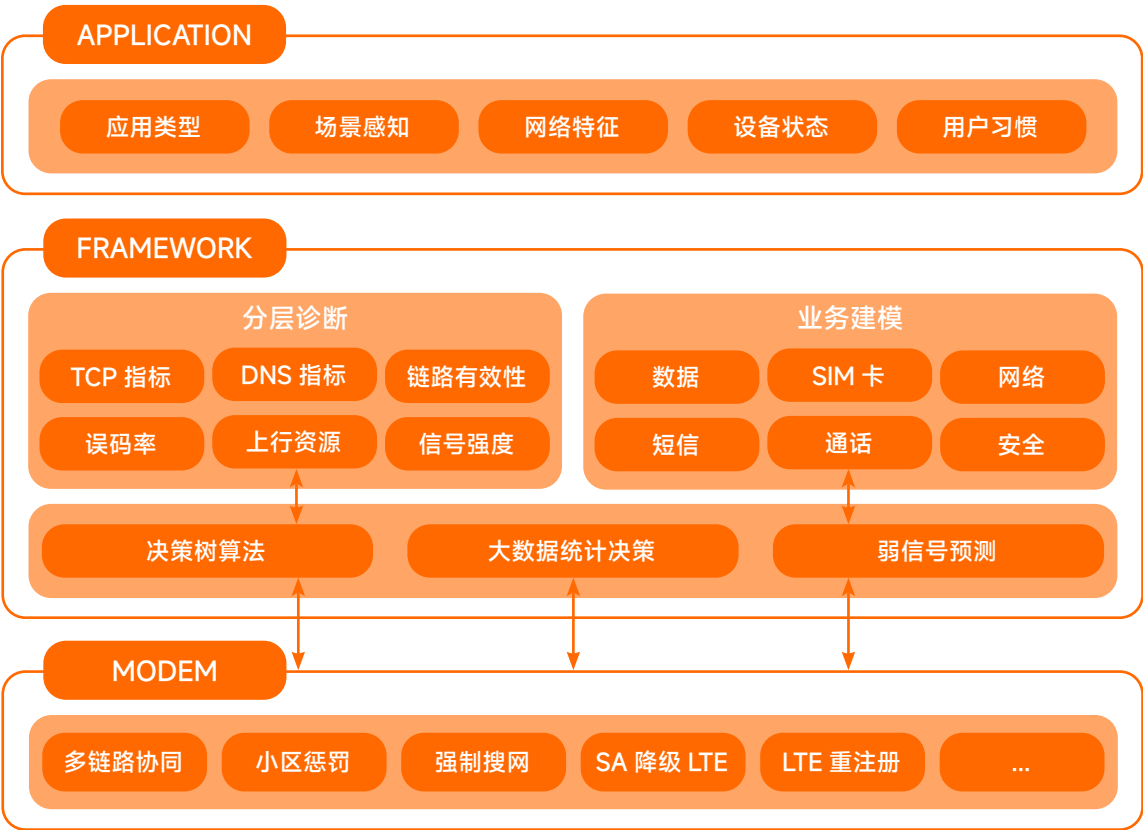 APPLICATION
应用类型
场景感知
网络特征
设备状态
用户习惯
FRAMEWORK
分层诊断
TCP 指标
DNS 指标
链路有效性
误码率
上行资源
信号强度
业务建模
数据
SIM 卡
网络
短信
通话
安全
决策树算法
大数据统计决策
弱信号预测
MODEM
多链路协同
小区惩罚
强制搜网
SA 降级 LTE
LTE 重注册
...